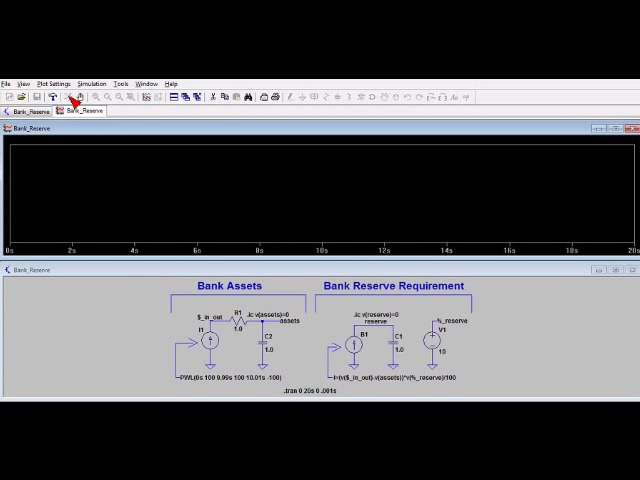 File View Plot Settings Simulation Tools Window Help
Bank_Reserve Bank_Reserve
Bank_Reserve
0s 2s 4s 6s 8s 10s 12s 14s 16s 18s 20s
Bank_Reserve
Bank Assets
$_in_out
R1
1.0
.ic v(assets)=0
assets
I1
C2
1.0
PWL(0s 100 9.99s 100 10.01s -100)
Bank Reserve Requirement
.ic v(reserve)=0
reserve
B1
C1
1.0
%_reserve
V1
10
I=(v($_in_out)-v(assets))*v(%_reserve)/100
.tran 0 20s 0 .001s